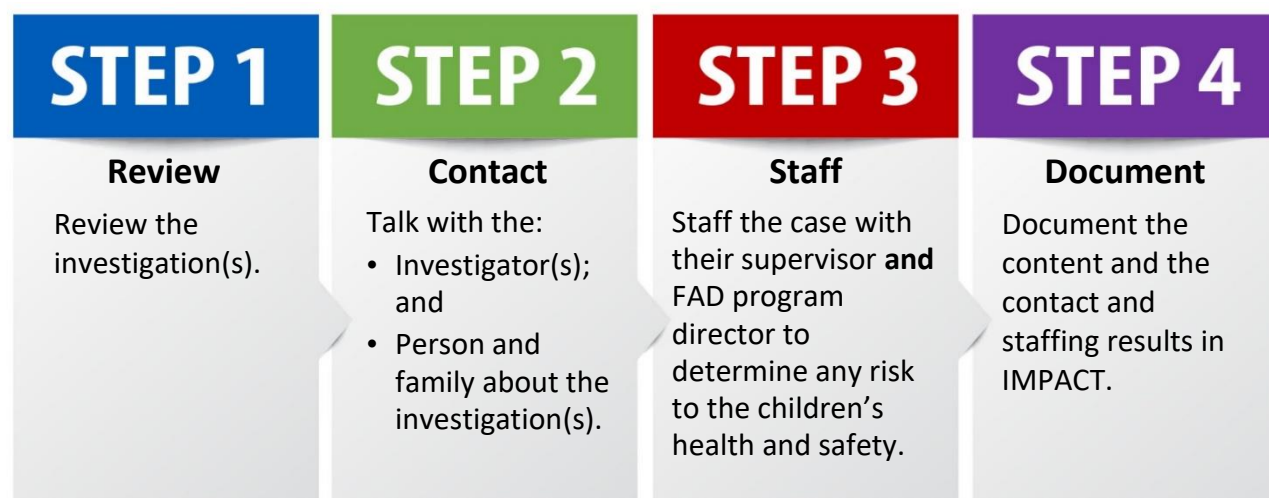 STEP 1
Review
Review the
investigation(s).
STEP 2
Contact
Talk with the:
• Investigator(s);
and
• Person and
family about the
investigation(s).
STEP 3
Staff
Staff the case with
their supervisor and
FAD program
director to
determine any risk
to the children’s
health and safety.
STEP 4
Document
Document the
content and the
contact and
staffing results in
IMPACT.